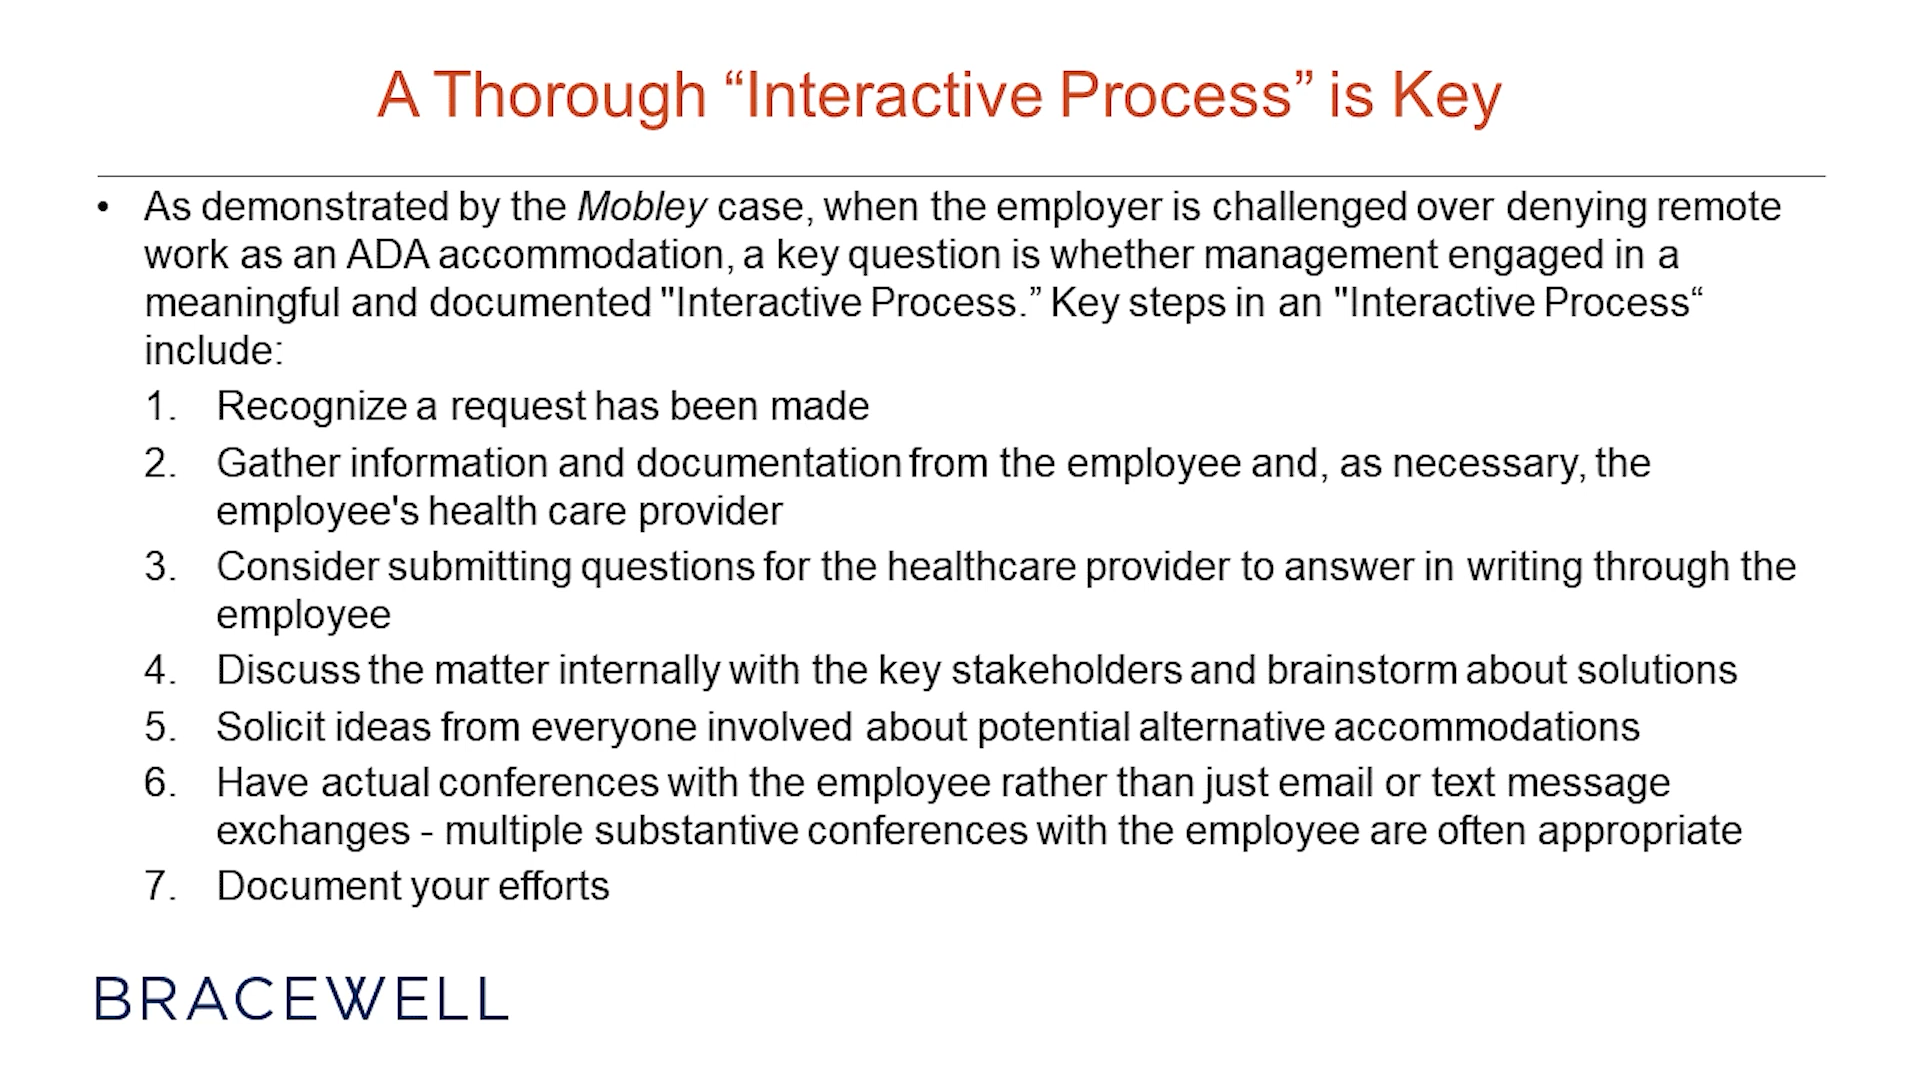 A Thorough “Interactive Process” is Key
• As demonstrated by the Mobley case, when the employer is challenged over denying remote
work as an ADA accommodation, a key question is whether management engaged in a
meaningful and documented "Interactive Process.” Key steps in an "Interactive Process“
include:
1. Recognize a request has been made
2. Gather information and documentation from the employee and, as necessary, the
employee's health care provider
3. Consider submitting questions for the healthcare provider to answer in writing through the
employee
4. Discuss the matter internally with the key stakeholders and brainstorm about solutions
5. Solicit ideas from everyone involved about potential alternative accommodations
6. Have actual conferences with the employee rather than just email or text message
exchanges - multiple substantive conferences with the employee are often appropriate
7. Document your efforts
BRACEWELL